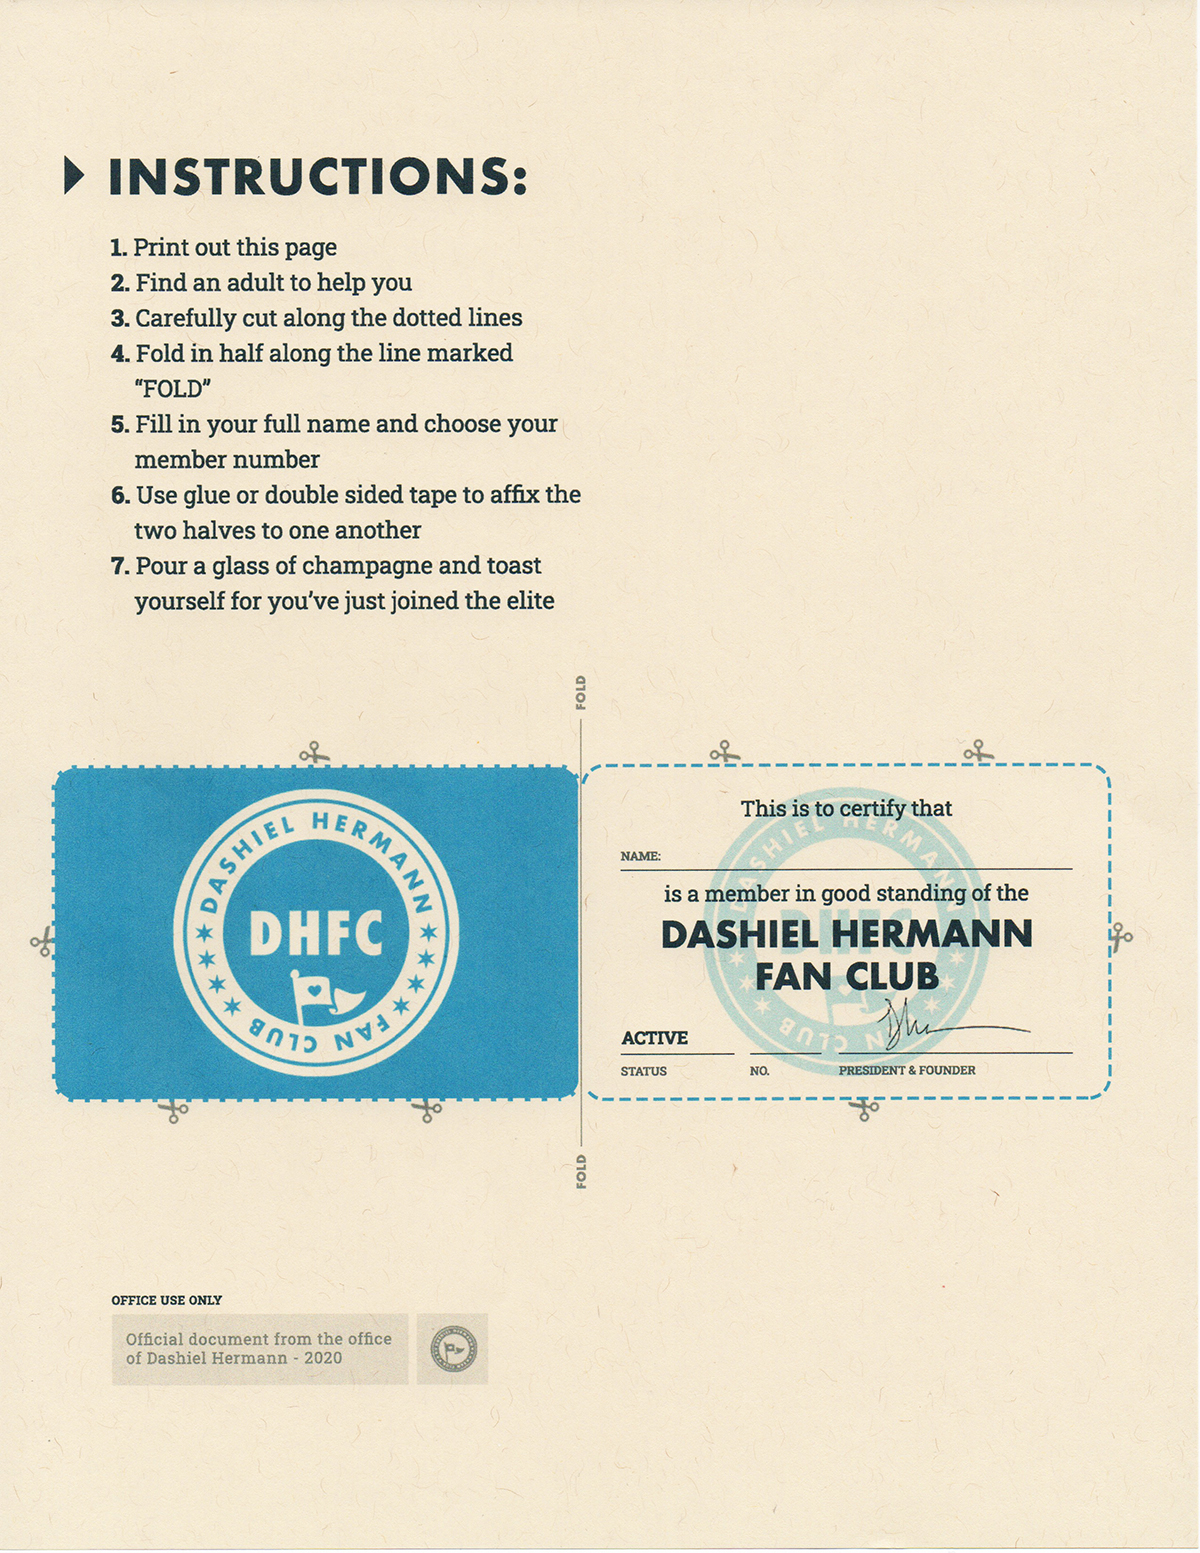 INSTRUCTIONS:
1. Print out this page
2. Find an adult to help you
3. Carefully cut along the dotted lines
4. Fold in half along the line marked
“FOLD”
5. Fill in your full name and choose your
member number
6. Use glue or double sided tape to affix the
two halves to one another
7. Pour a glass of champagne and toast
yourself for you’ve just joined the elite
FOLD
DASHIEL HERMANN
DHFC
FAN CLUB
This is to certify that
NAME:
is a member in good standing of the
DASHIEL HERMANN
FAN CLUB
ACTIVE
STATUS
NO.
PRESIDENT & FOUNDER
DASHIEL HERMANN
DHFC
FAN CLUB
FOLD
OFFICE USE ONLY
Official document from the office
of Dashiel Hermann - 2020